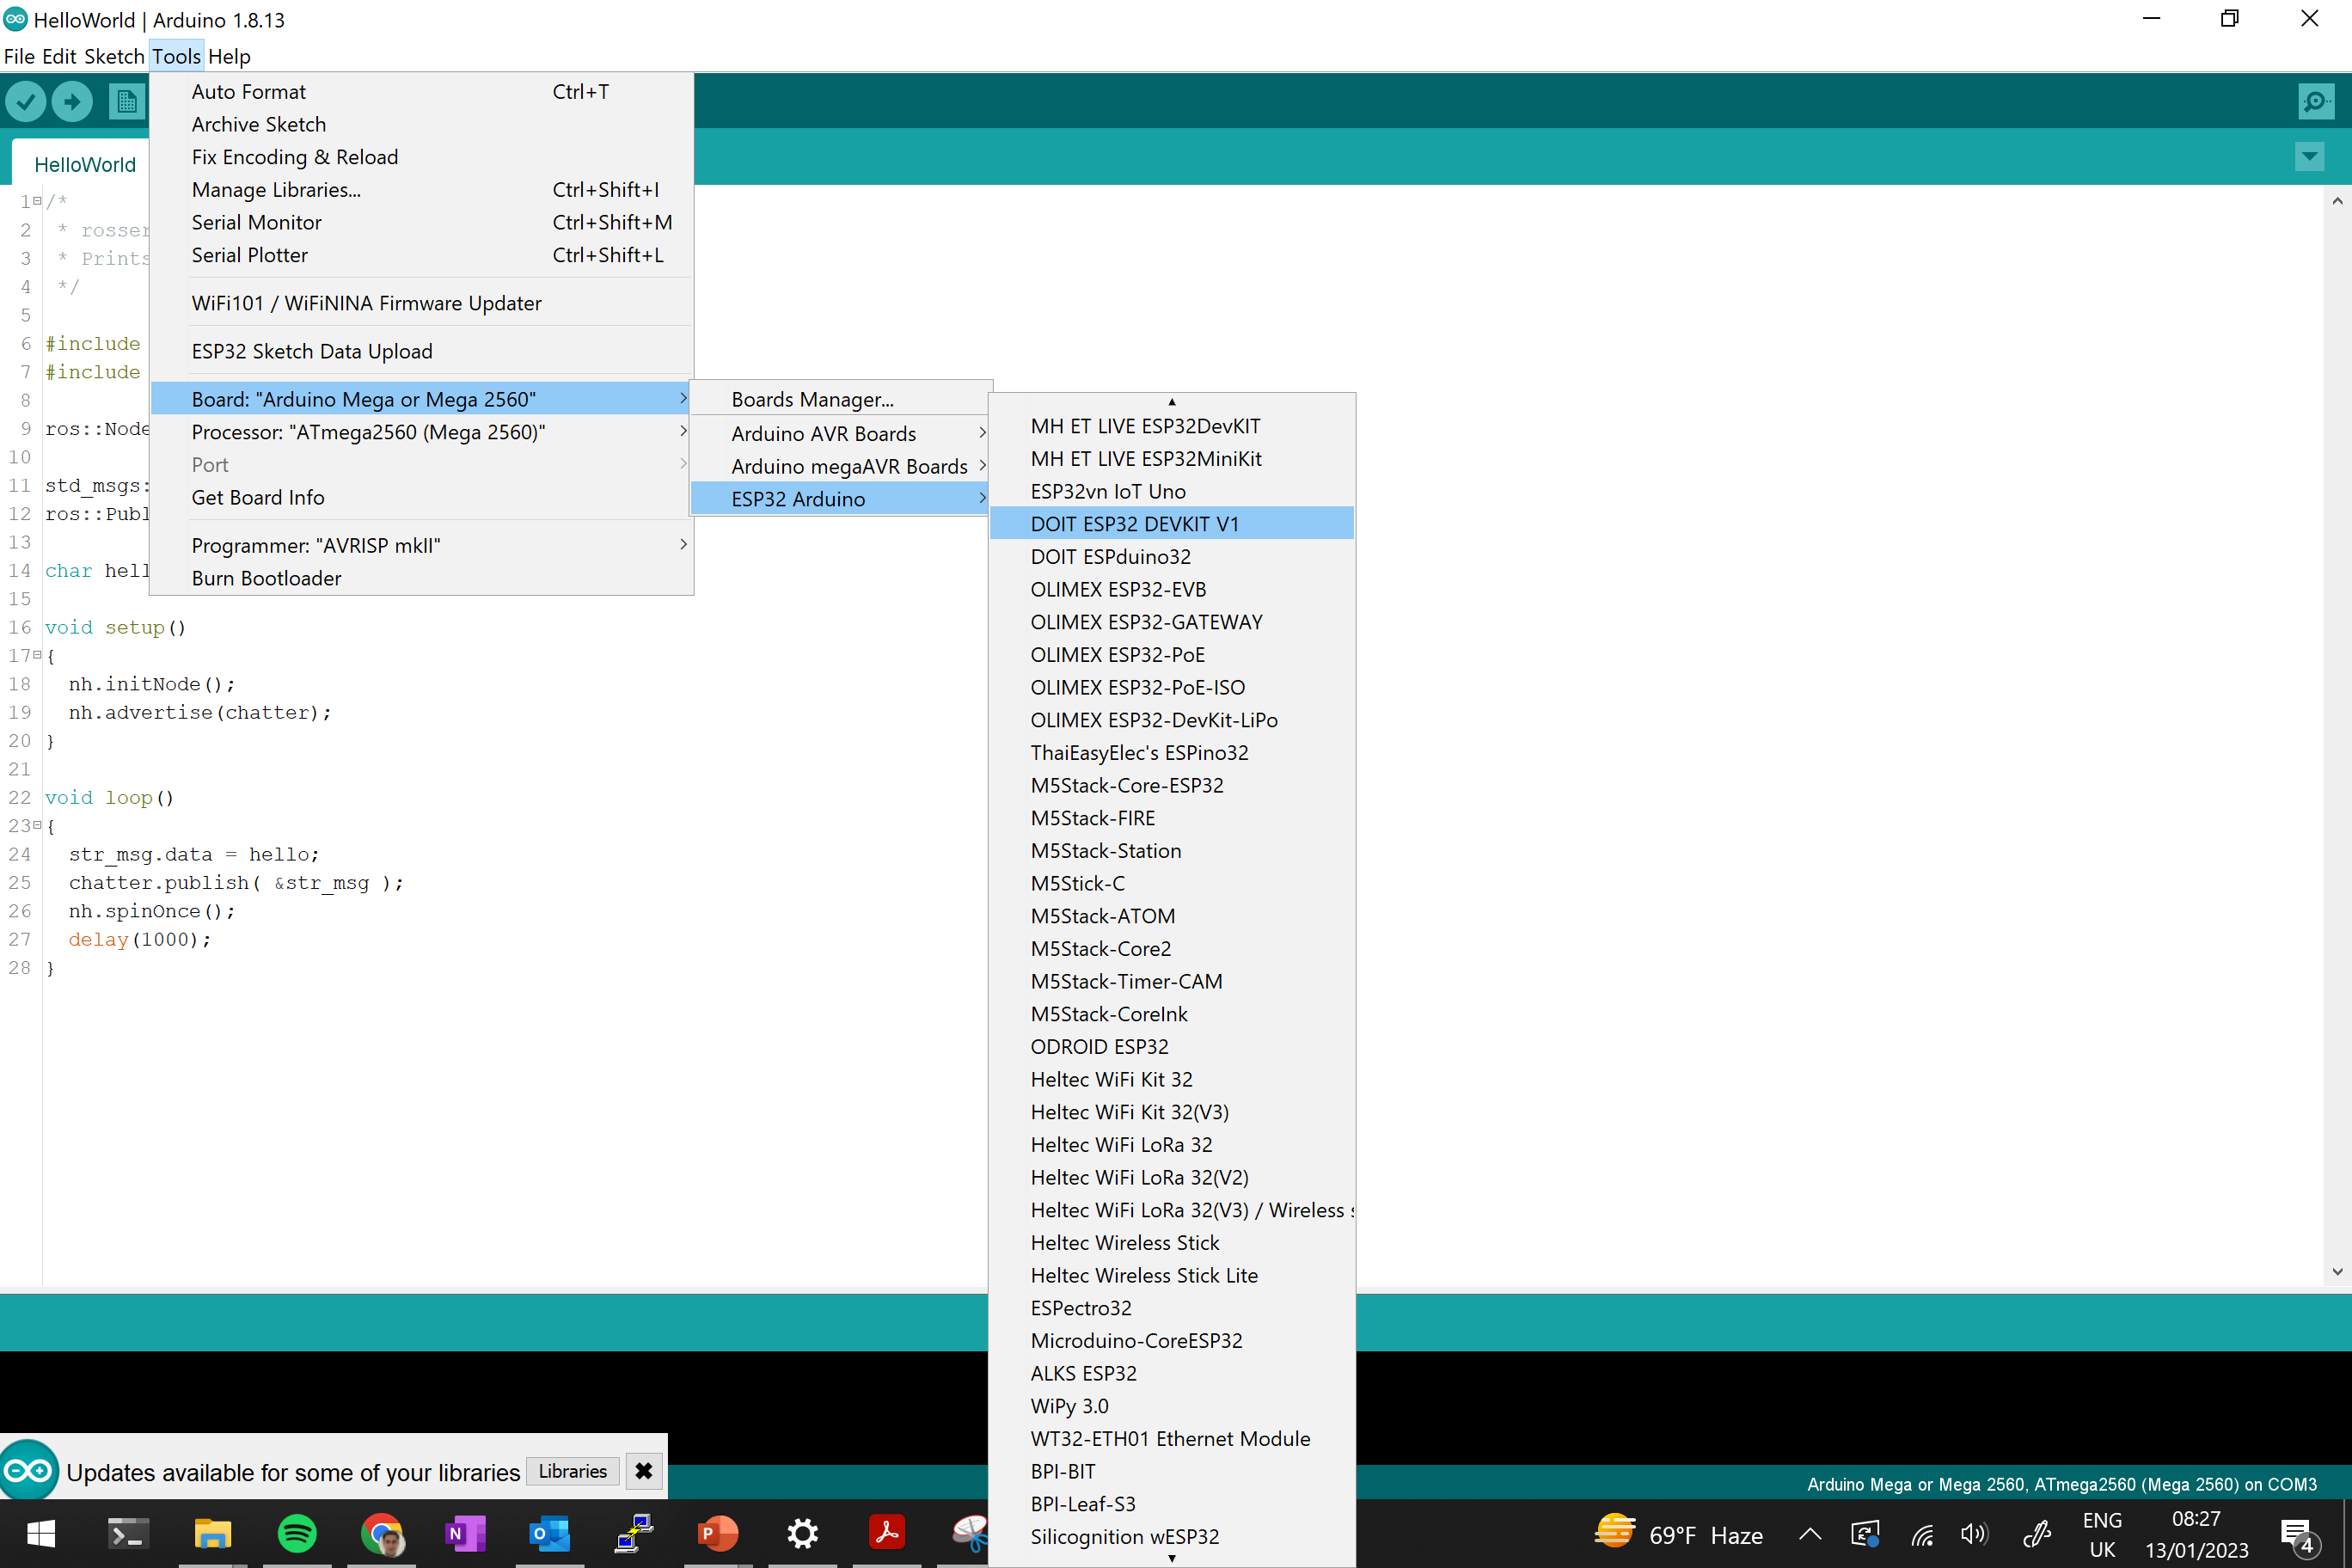 HelloWorld | Arduino 1.8.13
File Edit Sketch Tools Help
HelloWorld
Auto Format Ctrl+T
Archive Sketch
Fix Encoding & Reload
Manage Libraries... Ctrl+Shift+I
Serial Monitor Ctrl+Shift+M
Serial Plotter Ctrl+Shift+L
WiFi101 / WiFiNINA Firmware Updater
ESP32 Sketch Data Upload
Board: "Arduino Mega or Mega 2560"
Processor: "ATmega2560 (Mega 2560)"
Port
Get Board Info
Programmer: "AVRISP mkII"
Burn Bootloader
Boards Manager...
Arduino AVR Boards
Arduino megaAVR Boards
ESP32 Arduino
MH ET LIVE ESP32DevKIT
MH ET LIVE ESP32MiniKit
ESP32vn IoT Uno
DOIT ESP32 DEVKIT V1
DOIT ESPduino32
OLIMEX ESP32-EVB
OLIMEX ESP32-GATEWAY
OLIMEX ESP32-PoE
OLIMEX ESP32-PoE-ISO
OLIMEX ESP32-DevKit-LiPo
ThaiEasyElec's ESPino32
M5Stack-Core-ESP32
M5Stack-FIRE
M5Stack-Station
M5Stick-C
M5Stack-ATOM
M5Stack-Core2
M5Stack-Timer-CAM
M5Stack-CoreInk
ODROID ESP32
Heltec WiFi Kit 32
Heltec WiFi Kit 32(V3)
Heltec WiFi LoRa 32
Heltec WiFi LoRa 32(V2)
Heltec WiFi LoRa 32(V3) / Wireless s
Heltec Wireless Stick
Heltec Wireless Stick Lite
ESPectro32
Microduino-CoreESP32
ALKS ESP32
WiPy 3.0
WT32-ETH01 Ethernet Module
BPI-BIT
BPI-Leaf-S3
Silicognition wESP32
1 /*
2 * rosser
3 * Prints
4 */
5
6 #include
7 #include
8
9 ros::Node
10
11 std_msgs:
12 ros::Publ
13
14 char hell
15
16 void setup()
17 {
18 nh.initNode();
19 nh.advertise(chatter);
20 }
21
22 void loop()
23 {
24 str_msg.data = hello;
25 chatter.publish( &str_msg );
26 nh.spinOnce();
27 delay(1000);
28 }
Updates available for some of your libraries Libraries
Arduino Mega or Mega 2560, ATmega2560 (Mega 2560) on COM3
69°F Haze
ENG
UK
08:27
13/01/2023
4